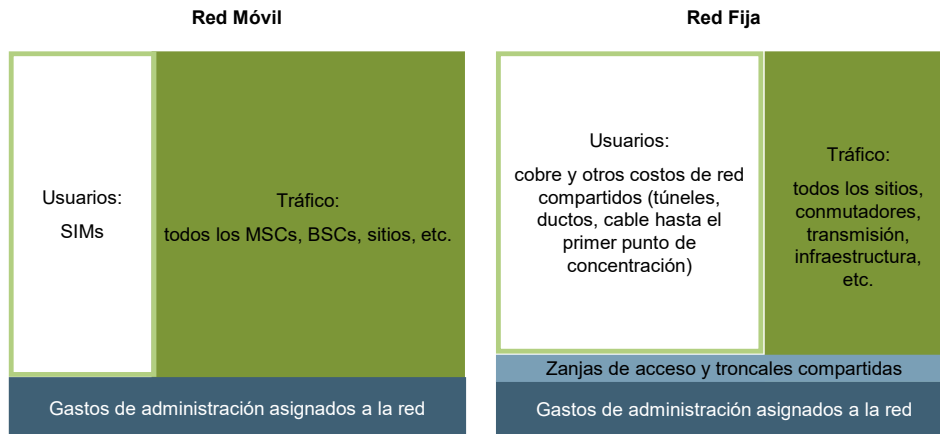 Red Móvil
Usuarios:
SIMs
Tráfico:
todos los MSCs, BSCs, sitios, etc.
Gastos de administración asignados a la red
Red Fija
Usuarios:
cobre y otros costos de red
compartidos (túneles,
ductos, cable hasta el
primer punto de
concentración)
Tráfico:
todos los sitios,
conmutadores,
transmisión,
infraestructura,
etc.
Zanjas de acceso y troncales compartidas
Gastos de administración asignados a la red